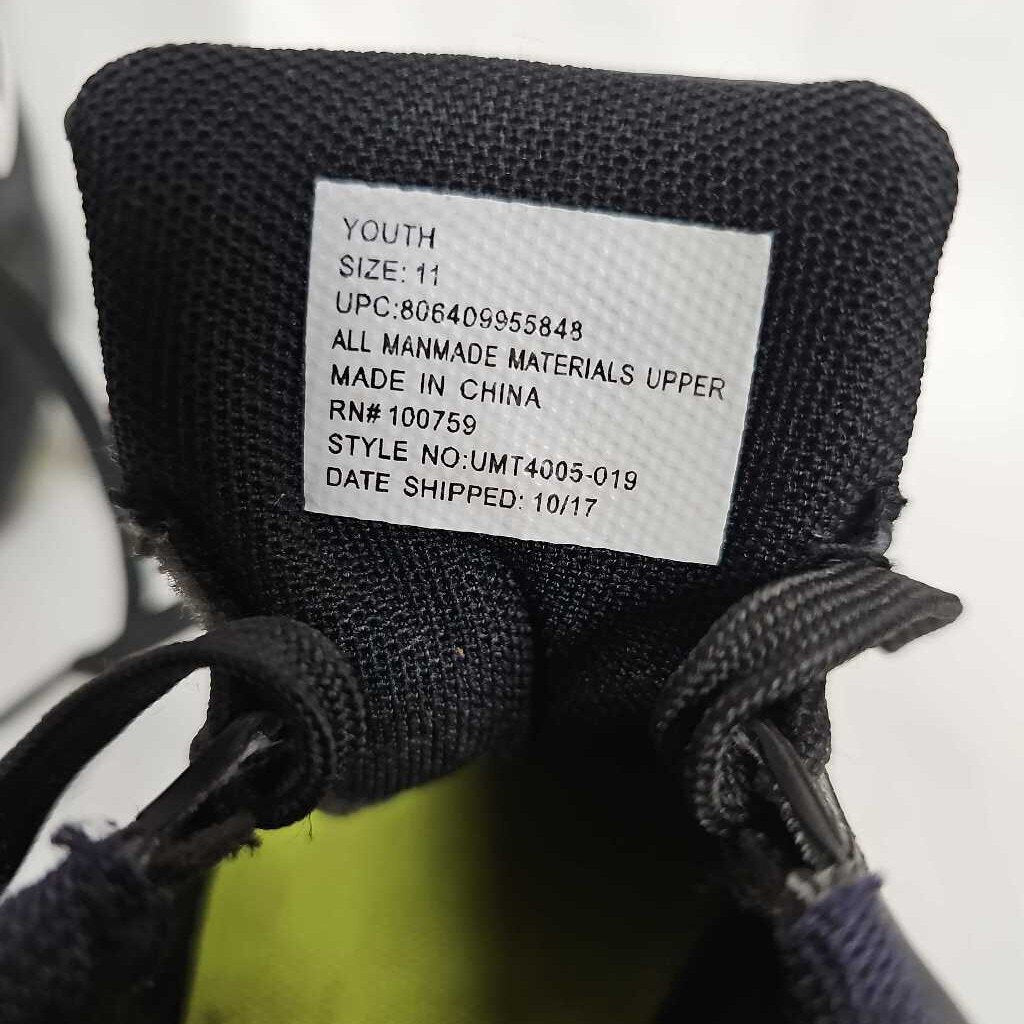 YOUTH
SIZE: 11
UPC:806409955848
ALL MANMADE MATERIALS UPPER
MADE IN CHINA
RN# 100759
STYLE NO:UMT4005-019
DATE SHIPPED: 10/17